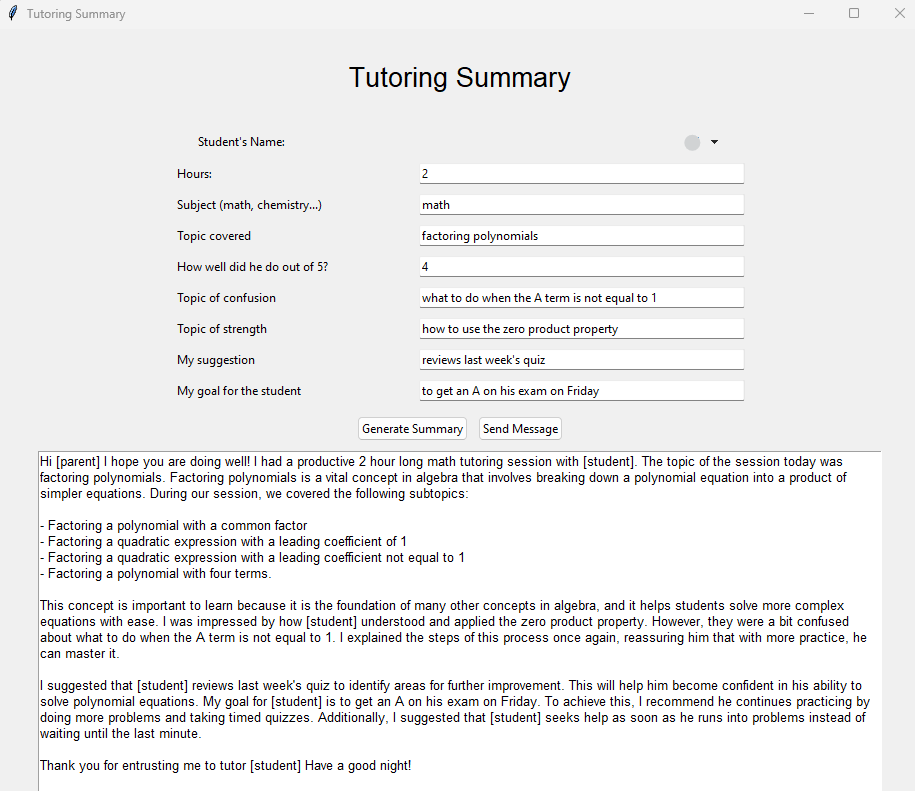 Tutoring Summary
Tutoring Summary
Student's Name:
Hours: 2
Subject (math, chemistry...) math
Topic covered factoring polynomials
How well did he do out of 5? 4
Topic of confusion what to do when the A term is not equal to 1
Topic of strength how to use the zero product property
My suggestion reviews last week's quiz
My goal for the student to get an A on his exam on Friday
Generate Summary Send Message
Hi [parent] I hope you are doing well! I had a productive 2 hour long math tutoring session with [student]. The topic of the session today was
factoring polynomials. Factoring polynomials is a vital concept in algebra that involves breaking down a polynomial equation into a product of
simpler equations. During our session, we covered the following subtopics:
- Factoring a polynomial with a common factor
- Factoring a quadratic expression with a leading coefficient of 1
- Factoring a quadratic expression with a leading coefficient not equal to 1
- Factoring a polynomial with four terms.
This concept is important to learn because it is the foundation of many other concepts in algebra, and it helps students solve more complex
equations with ease. I was impressed by how [student] understood and applied the zero product property. However, they were a bit confused
about what to do when the A term is not equal to 1. I explained the steps of this process once again, reassuring him that with more practice, he
can master it.
I suggested that [student] reviews last week's quiz to identify areas for further improvement. This will help him become confident in his ability to
solve polynomial equations. My goal for [student] is to get an A on his exam on Friday. To achieve this, I recommend he continues practicing by
doing more problems and taking timed quizzes. Additionally, I suggested that [student] seeks help as soon as he runs into problems instead of
waiting until the last minute.
Thank you for entrusting me to tutor [student] Have a good night!